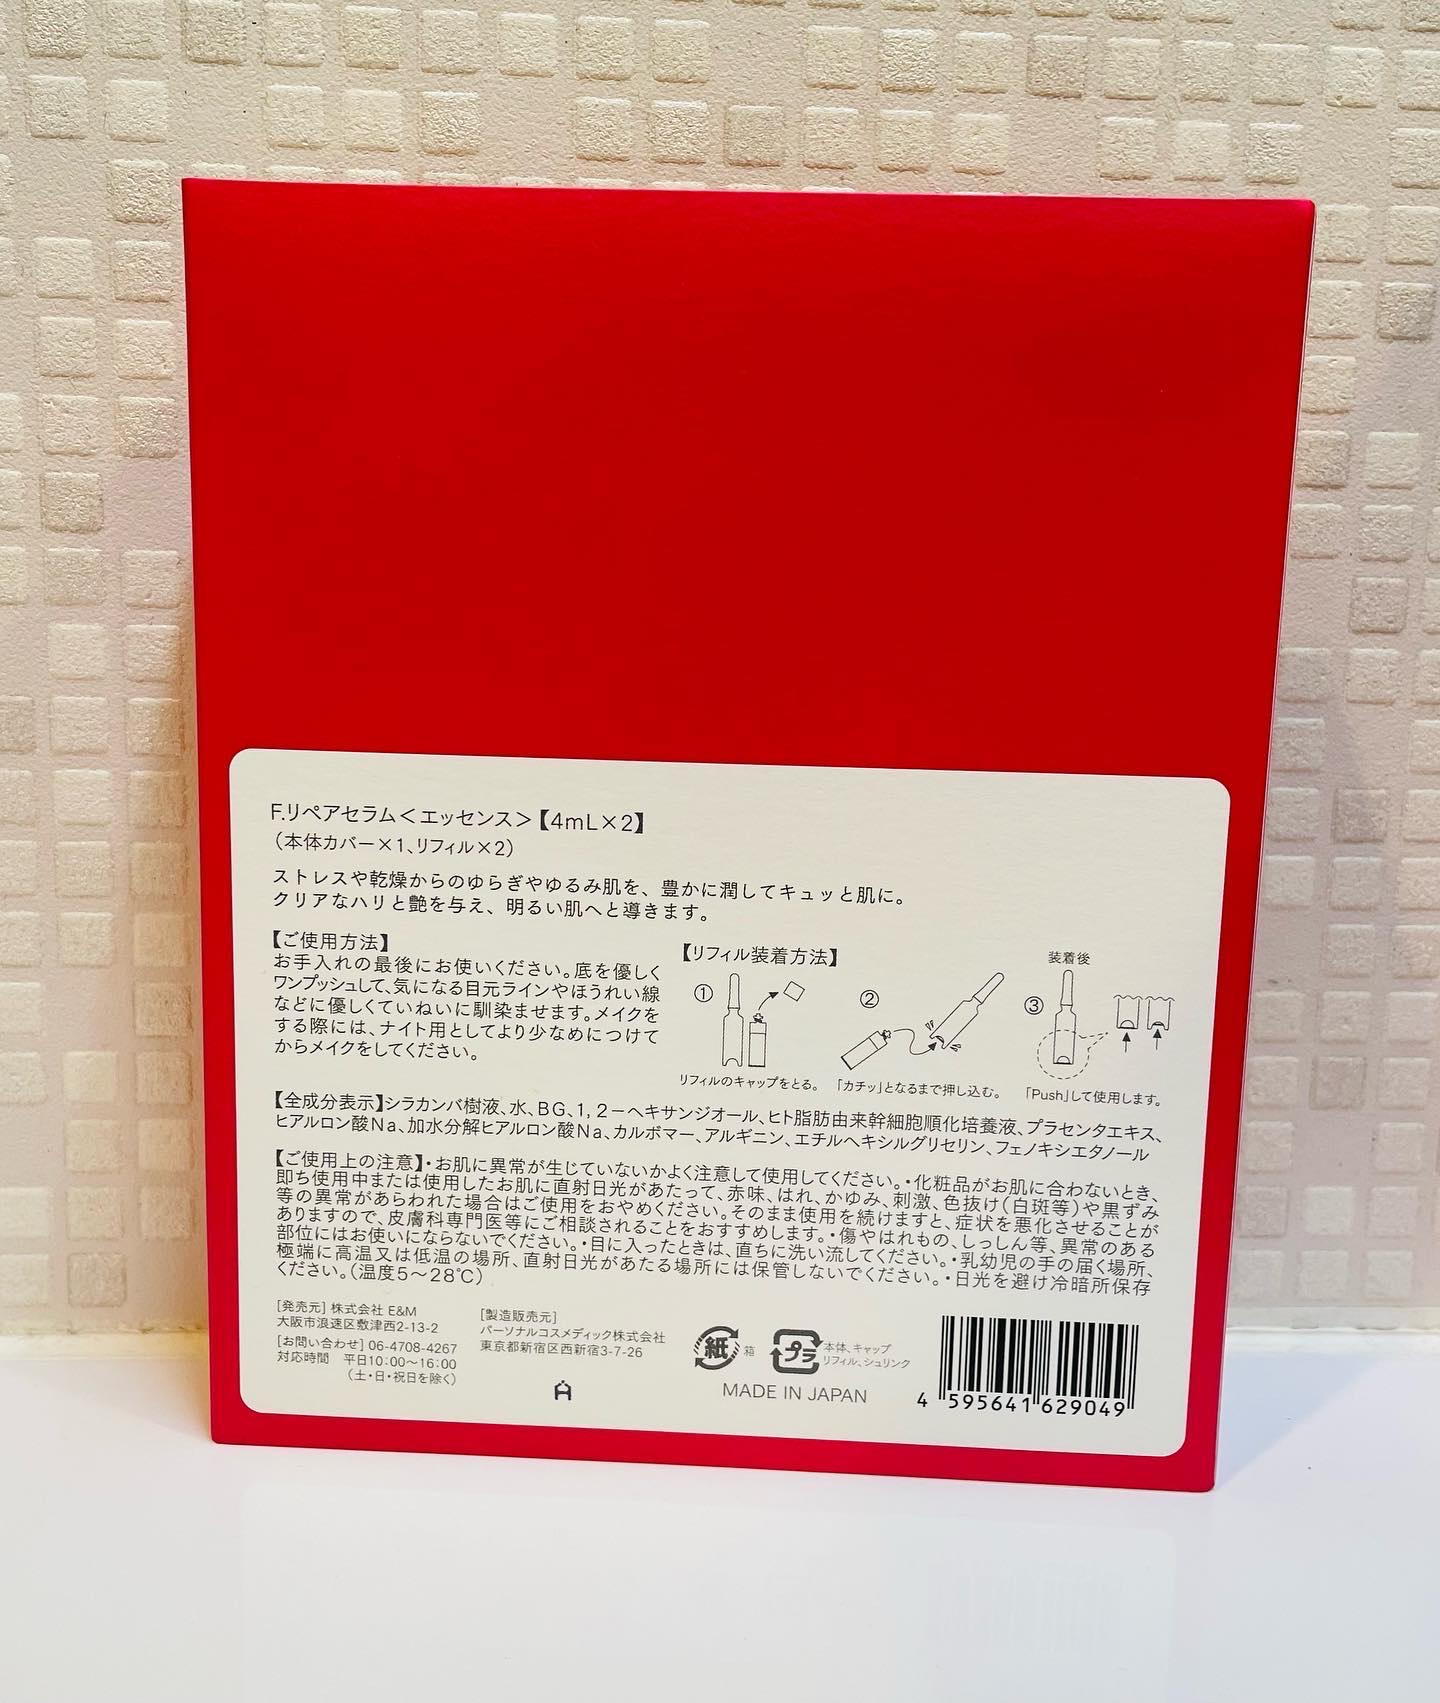 F.リペアセラム＜エッセンス＞【4mL×2】
（本体カバー×1、リフィル×2）
ストレスや乾燥からのゆらぎやゆるみ肌を、豊かに潤してキュッと肌に。
クリアなハリと艶を与え、明るい肌へと導きます。
【ご使用方法】
お手入れの最後にお使いください。底を優しく
ワンプッシュして、気になる目元ラインやほうれい線
などに優しくていねいに馴染ませます。メイクを
する際には、ナイト用としてより少なめにつけて
からメイクをしてください。
【リフィル装着方法】
装着後
① ② ③
リフィルのキャップをとる。 「カチッ」となるまで押し込む。 「Push」して使用します。
【全成分表示】シラカンバ樹液、水、BG、1,2－ヘキサンジオール、ヒト脂肪由来幹細胞順化培養液、プラセンタエキス、
ヒアルロン酸Na、加水分解ヒアルロン酸Na、カルボマー、アルギニン、エチルヘキシルグリセリン、フェノキシエタノール
【ご使用上の注意】・お肌に異常が生じていないかよく注意して使用してください。・化粧品がお肌に合わないとき、
即ち使用中または使用したお肌に直射日光があたって、赤味、はれ、かゆみ、刺激、色抜け（白斑等）や黒ずみ
等の異常があらわれた場合はご使用をおやめください。そのまま使用を続けますと、症状を悪化させることが
ありますので、皮膚科専門医等にご相談されることをおすすめします。・傷やはれもの、しっしん等、異常のある
部位にはお使いにならないでください。・目に入ったときは、直ちに洗い流してください。・乳幼児の手の届く場所、
極端に高温又は低温の場所、直射日光があたる場所には保管しないでください。・日光を避け冷暗所保存
ください。（温度5～28℃）
[発売元] 株式会社 E&M
大阪市浪速区敷津西2-13-2
[お問い合わせ] 06-4708-4267
対応時間 平日10:00～16:00
（土・日・祝日を除く）
[製造販売元]
パーソナルコスメディック株式会社
東京都新宿区西新宿3-7-26
紙 箱
プラ 本体、キャップ
リフィル、シュリンク
MADE IN JAPAN
4 595641 629049